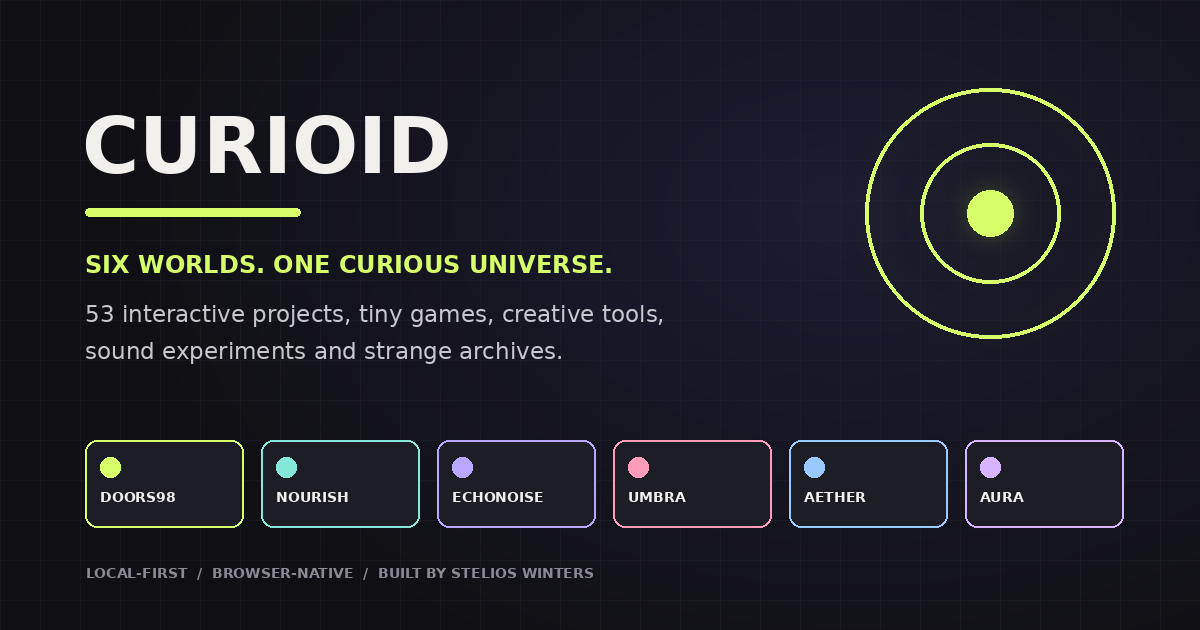 CURIOID
SIX WORLDS. ONE CURIOUS UNIVERSE.
53 interactive projects, tiny games, creative tools,
sound experiments and strange archives.
DOORS98
NOURISH
ECHONOISE
UMBRA
AETHER
AURA
LOCAL-FIRST / BROWSER-NATIVE / BUILT BY STELIOS WINTERS